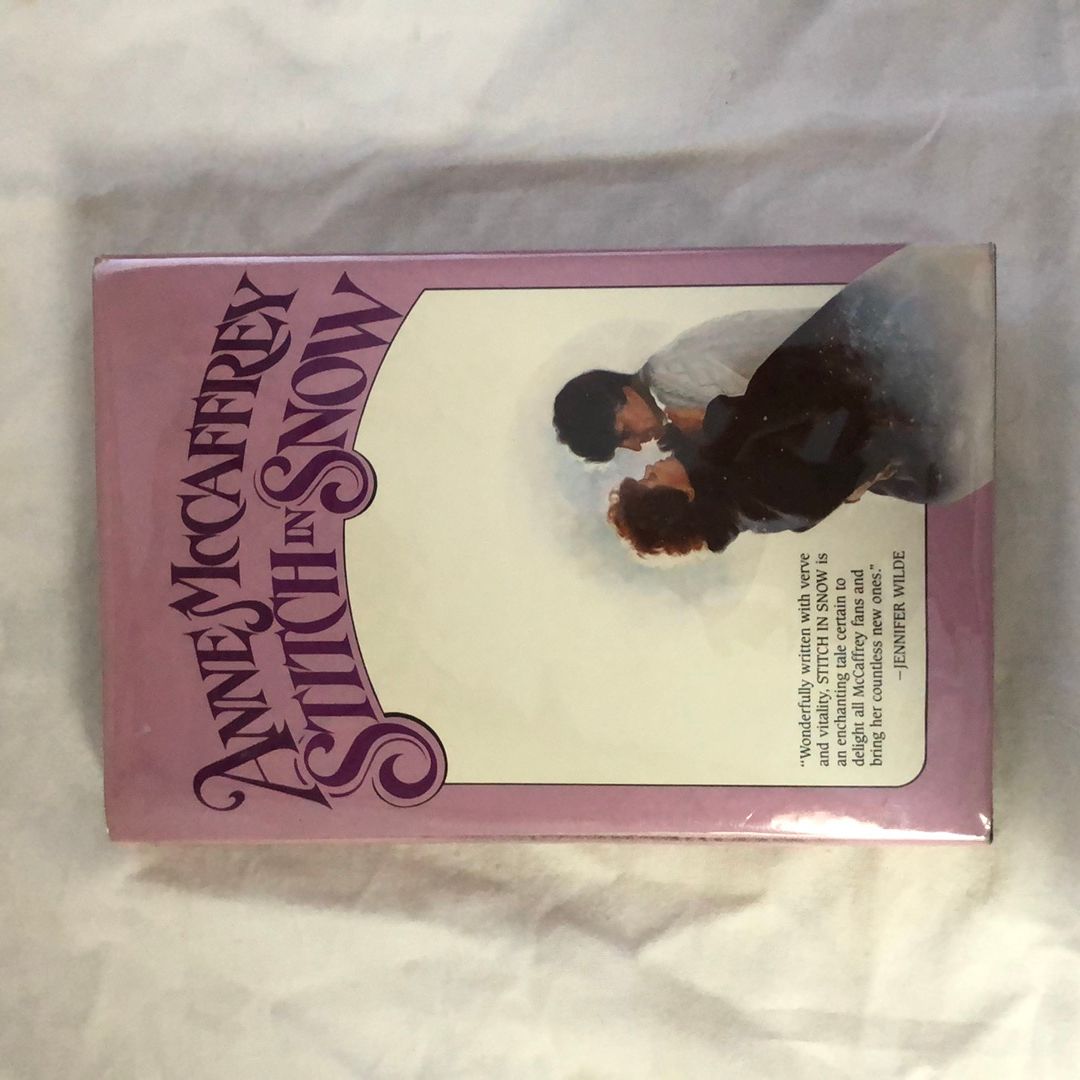 ANNE MCCAFFREY
STITCH IN SNOW
“Wonderfully written with verve
and vitality, STITCH IN SNOW is
an enchanting tale certain to
delight all McCaffrey fans and
bring her countless new ones.”
–JENNIFER WILDE